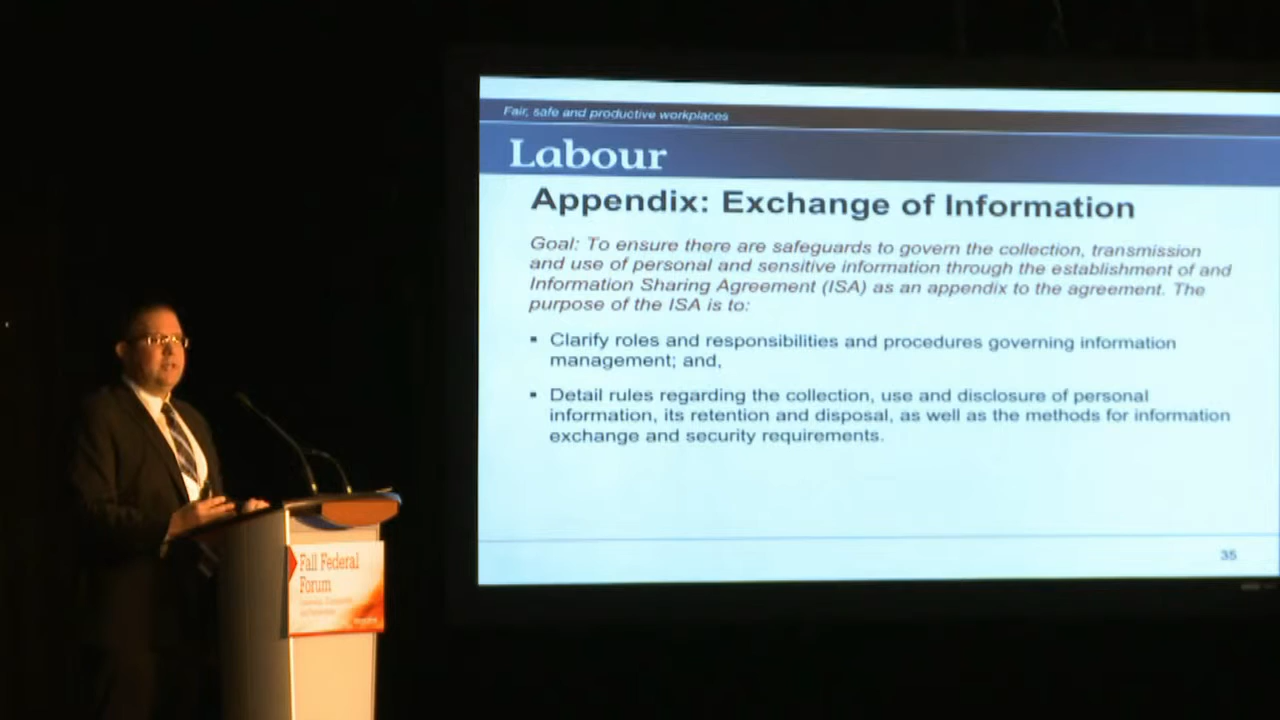 Fair, safe and productive workplaces
Labour
Appendix: Exchange of Information
Goal: To ensure there are safeguards to govern the collection, transmission
and use of personal and sensitive information through the establishment of and
Information Sharing Agreement (ISA) as an appendix to the agreement. The
purpose of the ISA is to:
▪ Clarify roles and responsibilities and procedures governing information
management; and,
▪ Detail rules regarding the collection, use and disclosure of personal
information, its retention and disposal, as well as the methods for information
exchange and security requirements.
35
Fall Federal
Forum